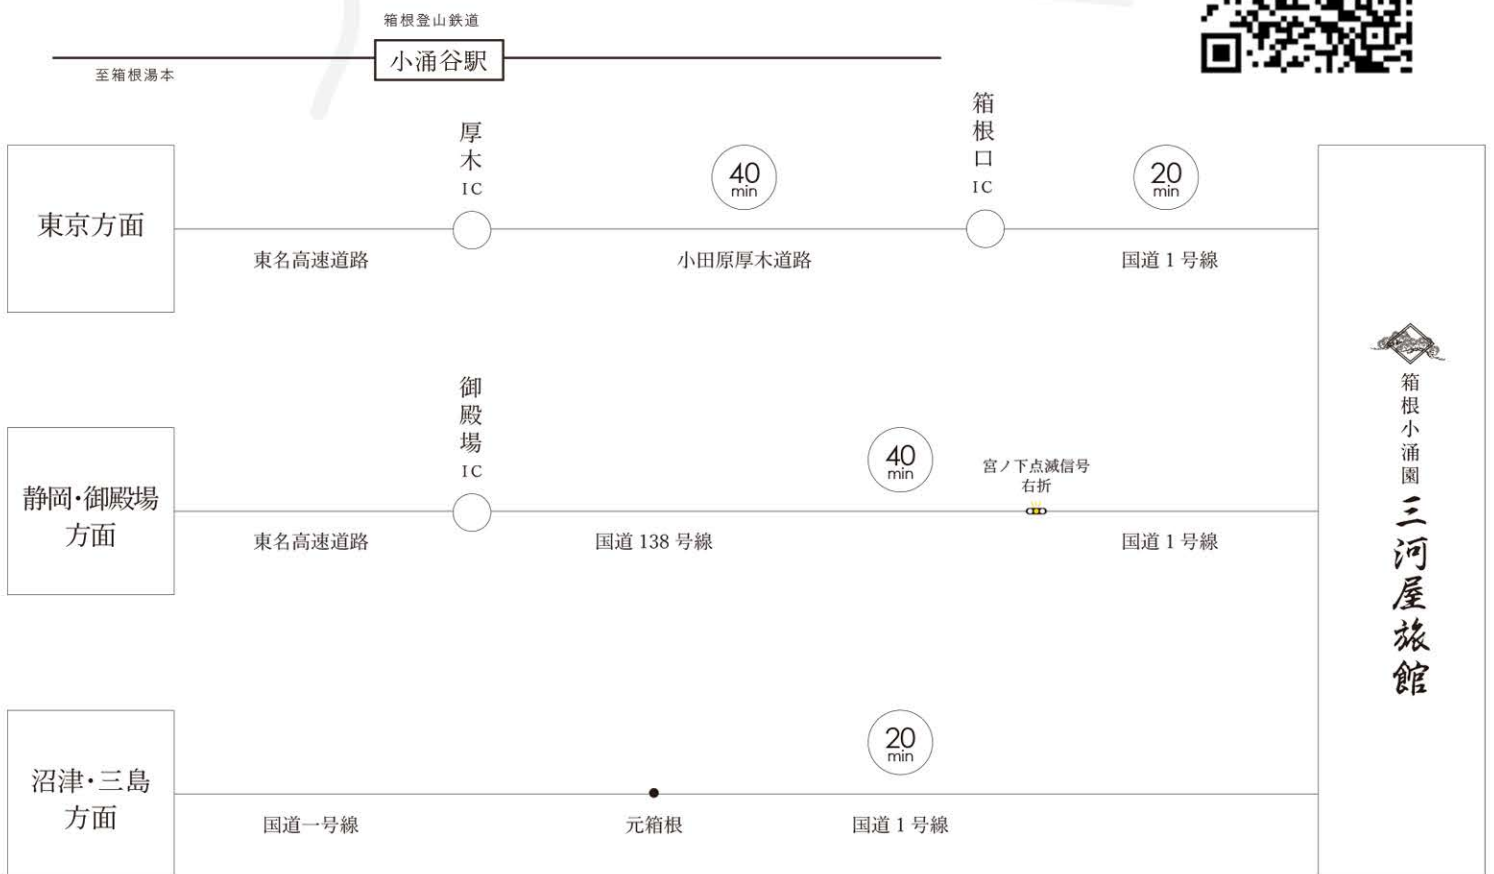 箱根登山鉄道
小涌谷駅
至箱根湯本
東京方面
厚木IC
40
min
箱根口IC
20
min
東名高速道路
小田原厚木道路
国道1号線
静岡・御殿場
方面
御殿場IC
40
min
宮ノ下点滅信号
右折
東名高速道路
国道138号線
国道1号線
沼津・三島
方面
20
min
国道一号線
元箱根
国道1号線
箱根小涌園
三河屋旅館